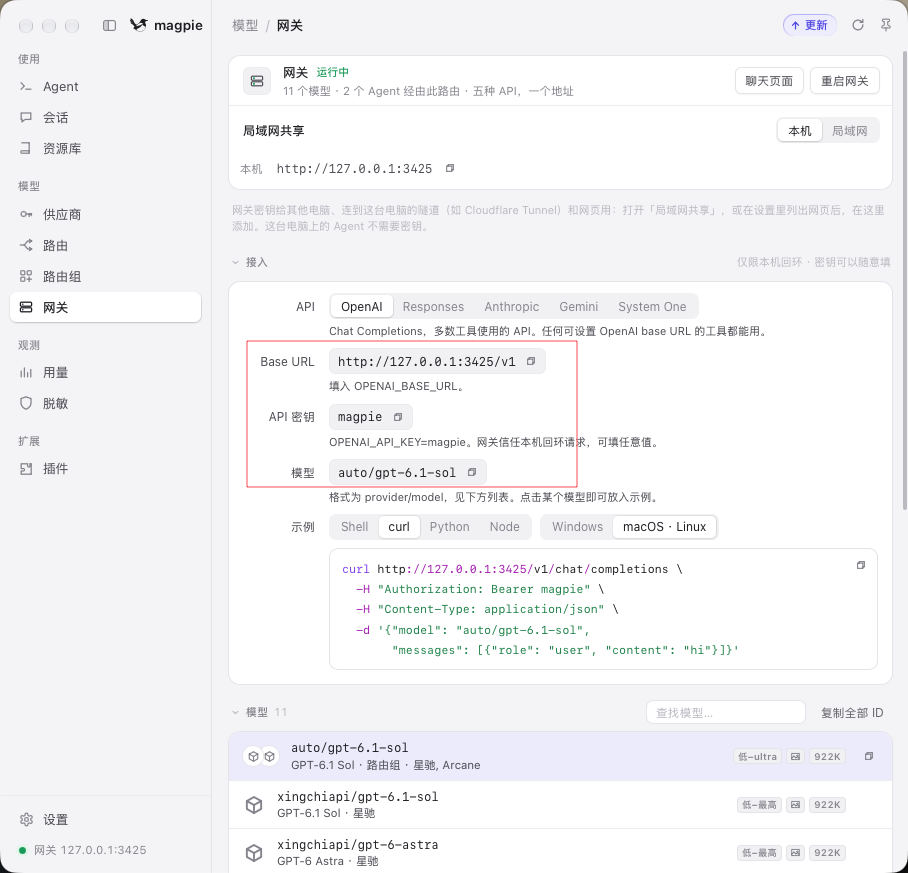 magpie
模型 / 网关
更新
使用
Agent
会话
资源库
模型
供应商
路由
路由组
网关
观测
用量
脱敏
扩展
插件
设置
网关 127.0.0.1:3425
网关 运行中
11 个模型 · 2 个 Agent 经由此路由 · 五种 API，一个地址
聊天页面
重启网关
局域网共享
本机 局域网
本机 http://127.0.0.1:3425
网关密钥给其他电脑、连到这台电脑的隧道（如 Cloudflare Tunnel）和网页用：打开「局域网共享」，或在设置里列出网页后，在这里
添加。这台电脑上的 Agent 不需要密钥。
接入
仅限本机回环 · 密钥可以随意填
API OpenAI Responses Anthropic Gemini System One
Chat Completions，多数工具使用的 API。任何可设置 OpenAI base URL 的工具都能用。
Base URL http://127.0.0.1:3425/v1
填入 OPENAI_BASE_URL。
API 密钥 magpie
OPENAI_API_KEY=magpie。网关信任本机回环请求，可填任意值。
模型 auto/gpt-6.1-sol
格式为 provider/model，见下方列表。点击某个模型即可放入示例。
示例 Shell curl Python Node Windows macOS · Linux
curl http://127.0.0.1:3425/v1/chat/completions \
-H "Authorization: Bearer magpie" \
-H "Content-Type: application/json" \
-d '{"model": "auto/gpt-6.1-sol",
"messages": [{"role": "user", "content": "hi"}]}'
模型 11
查找模型...
复制全部 ID
auto/gpt-6.1-sol
GPT-6.1 Sol · 路由组 · 星驰, Arcane
低–ultra 922K
xingchiapi/gpt-6.1-sol
GPT-6.1 Sol · 星驰
低–最高 922K
xingchiapi/gpt-6-astra
GPT-6 Astra · 星驰
低–最高 922K